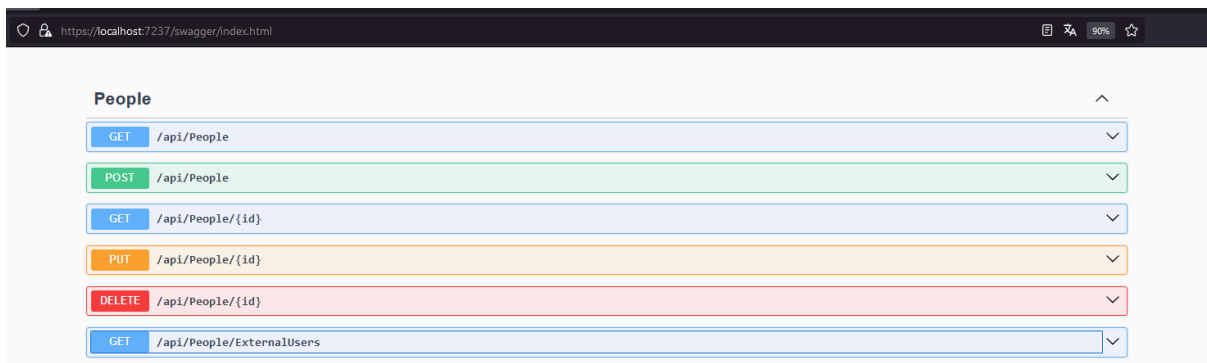 https://localhost:7237/swagger/index.html 90%
People
GET /api/People
POST /api/People
GET /api/People/{id}
PUT /api/People/{id}
DELETE /api/People/{id}
GET /api/People/ExternalUsers